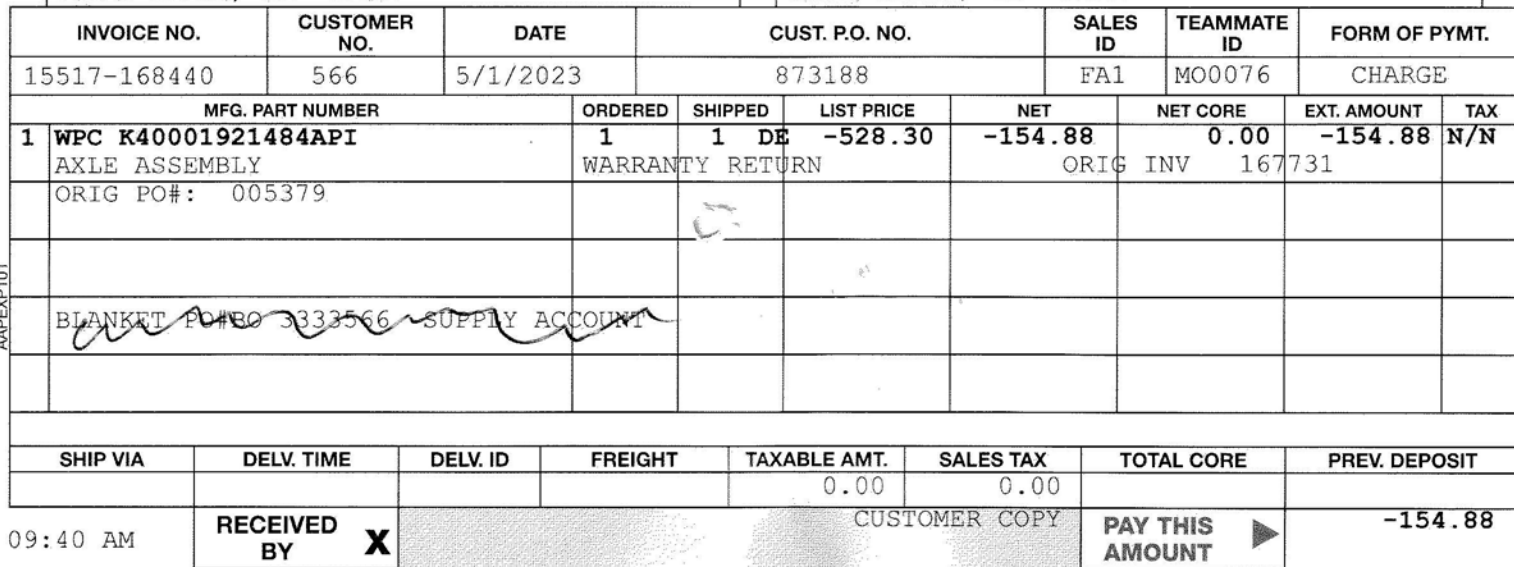 INVOICE NO. CUSTOMER NO. DATE CUST. P.O. NO. SALES ID TEAMMATE ID FORM OF PYMT.
15517-168440 566 5/1/2023 873188 FA1 MO0076 CHARGE
MFG. PART NUMBER ORDERED SHIPPED LIST PRICE NET NET CORE EXT. AMOUNT TAX
1 WPC K40001921484API 1 1 DE -528.30 -154.88 0.00 -154.88 N/N
AXLE ASSEMBLY WARRANTY RETURN ORIG INV 167731
ORIG PO#: 005379
BLANKET PO#BO 3333566 SUPPLY ACCOUNT
SHIP VIA DELV. TIME DELV. ID FREIGHT TAXABLE AMT. SALES TAX TOTAL CORE PREV. DEPOSIT
0.00 0.00
09:40 AM RECEIVED BY X CUSTOMER COPY PAY THIS AMOUNT -154.88